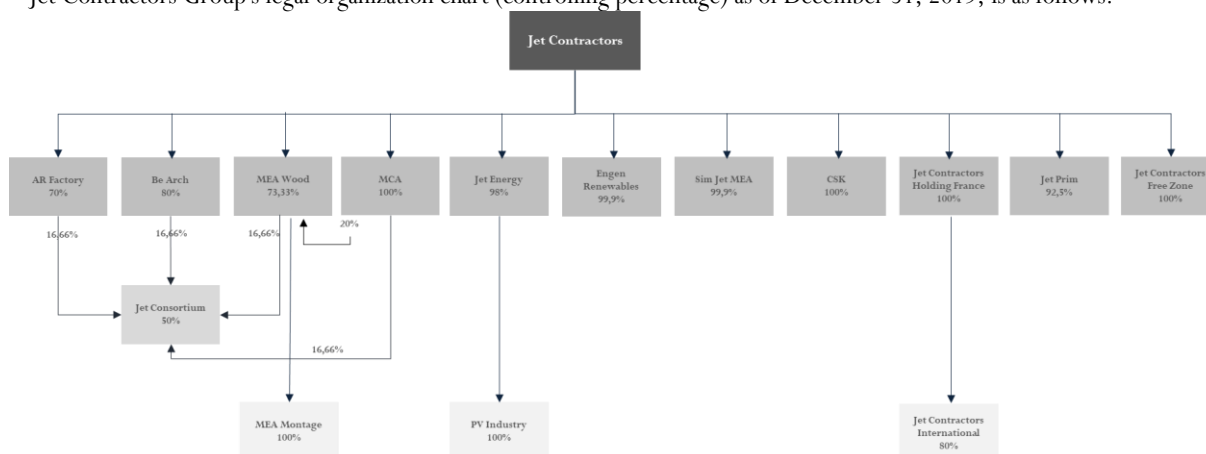 Jet Contractors Group's legal organization chart (controlling percentage) as of December 31, 2019, is as follows:
Jet Contractors
AR Factory
70%
Be Arch
80%
MEA Wood
73,33%
MCA
100%
Jet Energy
98%
Engen
Renewables
99,9%
Sim Jet MEA
99,9%
CSK
100%
Jet Contractors
Holding France
100%
Jet Prim
92,5%
Jet Contractors
Free Zone
100%
16,66%
16,66%
16,66%
20%
Jet Consortium
50%
16,66%
MEA Montage
100%
PV Industry
100%
Jet Contractors
International
80%